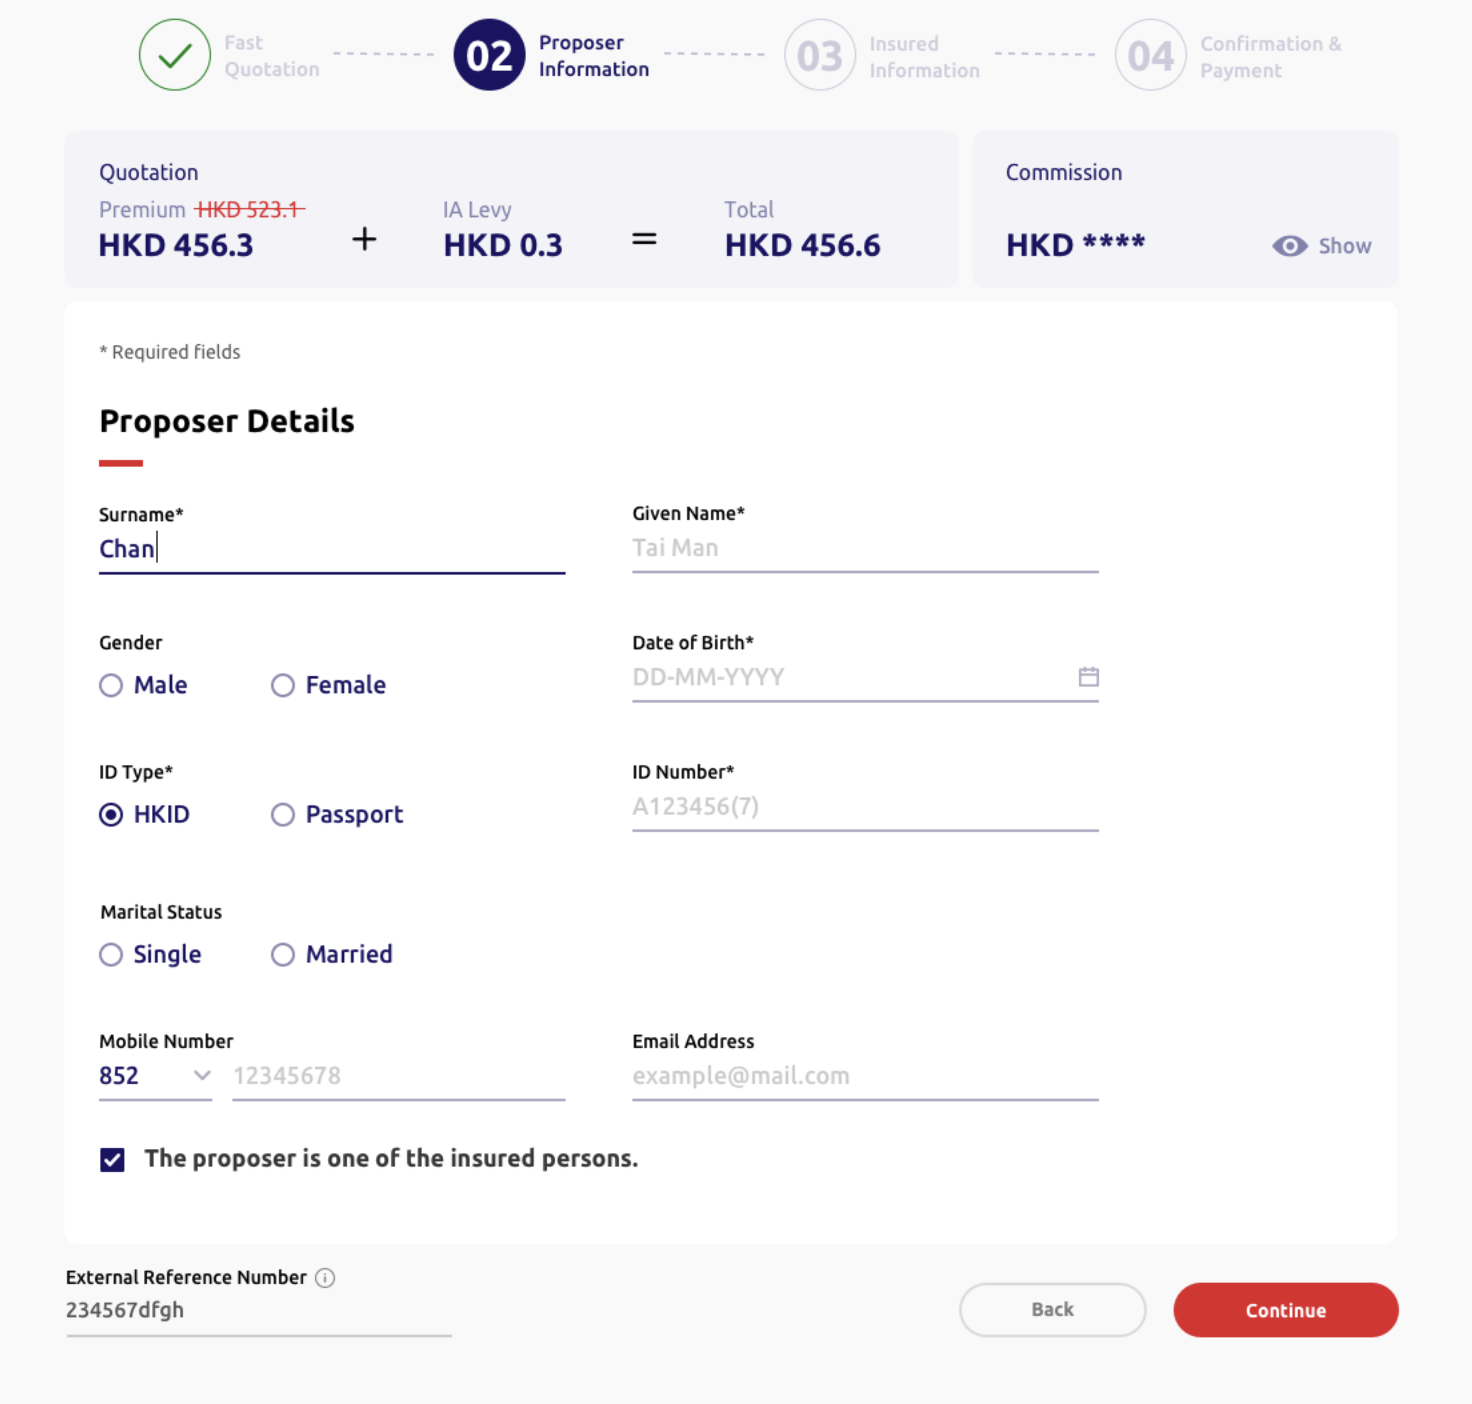 Fast
Quotation
02
Proposer
Information
03
Insured
Information
04
Confirmation &
Payment
Quotation
Premium HKD 523.1
HKD 456.3
+
IA Levy
HKD 0.3
=
Total
HKD 456.6
Commission
HKD ****
Show
* Required fields
Proposer Details
Surname*
Chan
Given Name*
Tai Man
Gender
Male
Female
Date of Birth*
DD-MM-YYYY
ID Type*
HKID
Passport
ID Number*
A123456(7)
Marital Status
Single
Married
Mobile Number
852
12345678
Email Address
example@mail.com
The proposer is one of the insured persons.
External Reference Number
234567dfgh
Back
Continue